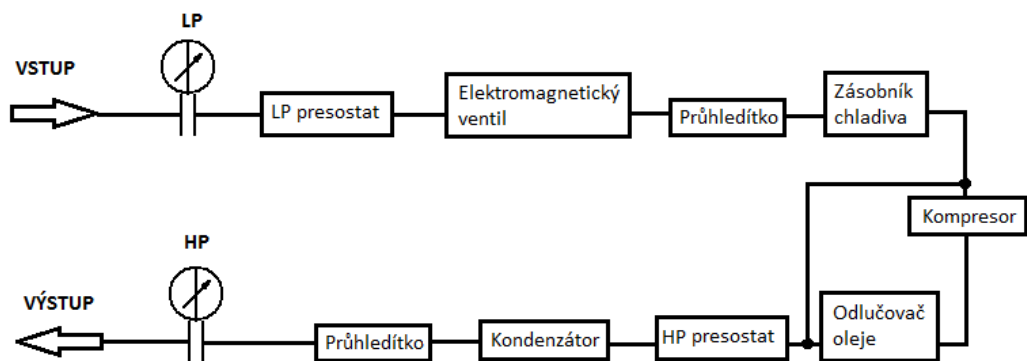 LP
VSTUP
LP presostat
Elektromagnetický
ventil
Průhledítko
Zásobník
chladiva
Kompresor
HP
VÝSTUP
Průhledítko
Kondenzátor
HP presostat
Odlučovač
oleje